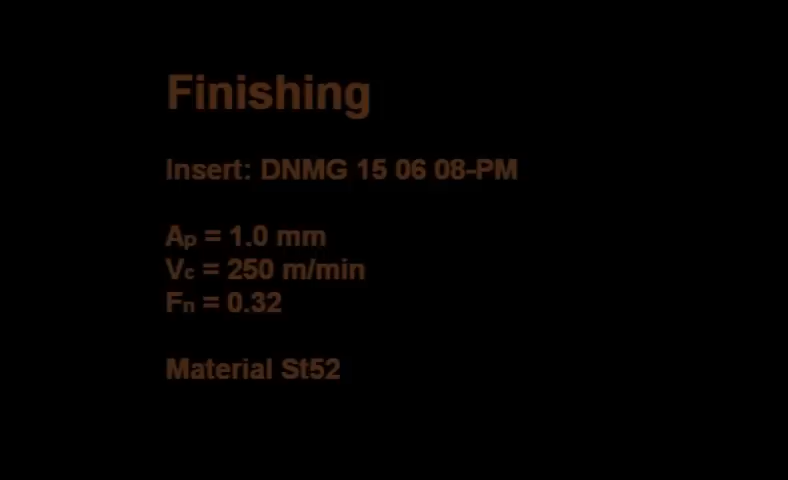 Finishing
Insert: DNMG 15 06 08-PM
Ap = 1.0 mm
Vc = 250 m/min
Fn = 0.32
Material St52